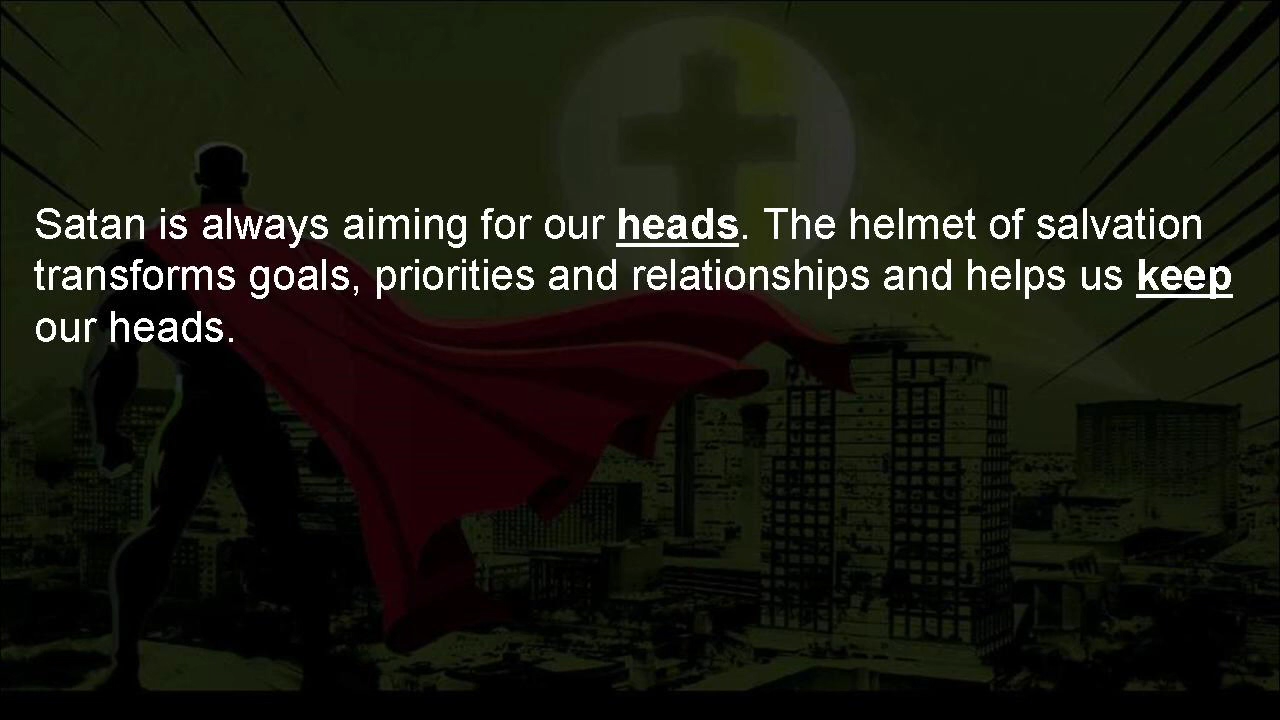 Satan is always aiming for our heads. The helmet of salvation
transforms goals, priorities and relationships and helps us keep
our heads.